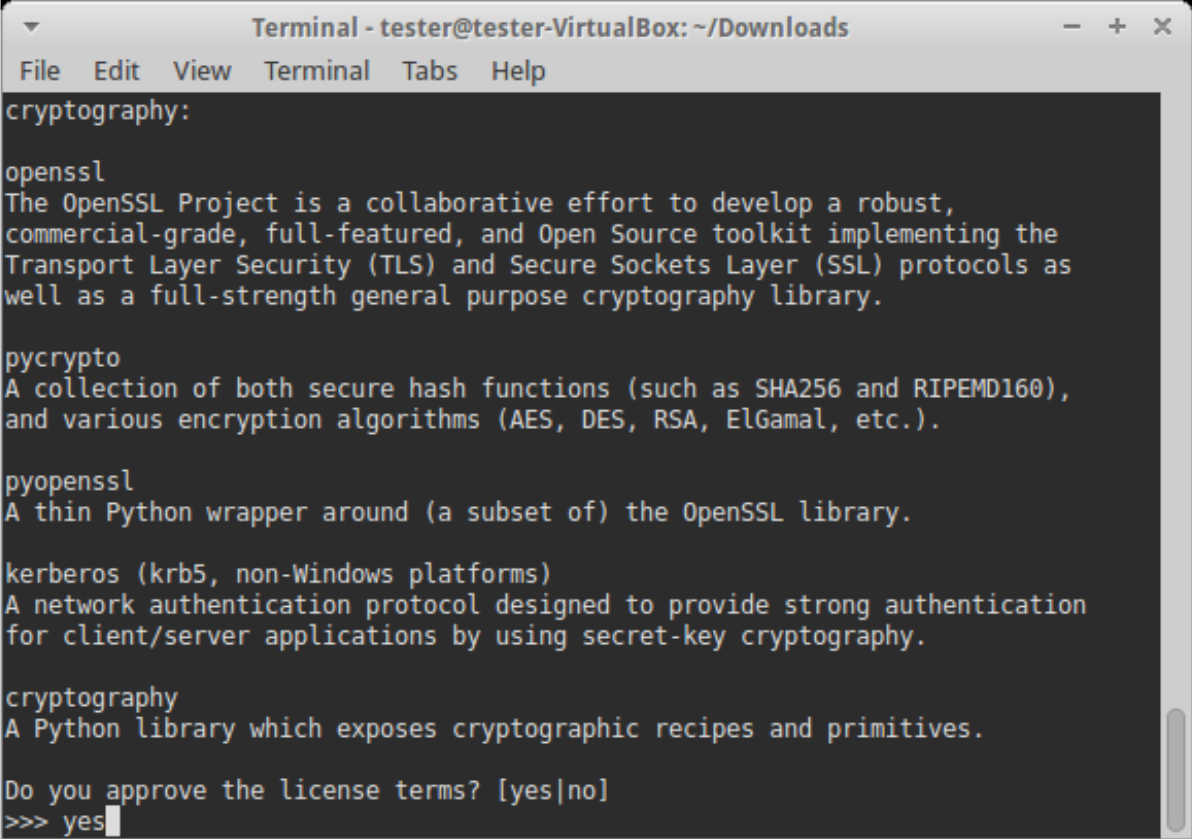 Terminal - tester@tester-VirtualBox: ~/Downloads
File Edit View Terminal Tabs Help
cryptography:
openssl
The OpenSSL Project is a collaborative effort to develop a robust,
commercial-grade, full-featured, and Open Source toolkit implementing the
Transport Layer Security (TLS) and Secure Sockets Layer (SSL) protocols as
well as a full-strength general purpose cryptography library.
pycrypto
A collection of both secure hash functions (such as SHA256 and RIPEMD160),
and various encryption algorithms (AES, DES, RSA, ElGamal, etc.).
pyopenssl
A thin Python wrapper around (a subset of) the OpenSSL library.
kerberos (krb5, non-Windows platforms)
A network authentication protocol designed to provide strong authentication
for client/server applications by using secret-key cryptography.
cryptography
A Python library which exposes cryptographic recipes and primitives.
Do you approve the license terms? [yes|no]
>>> yes